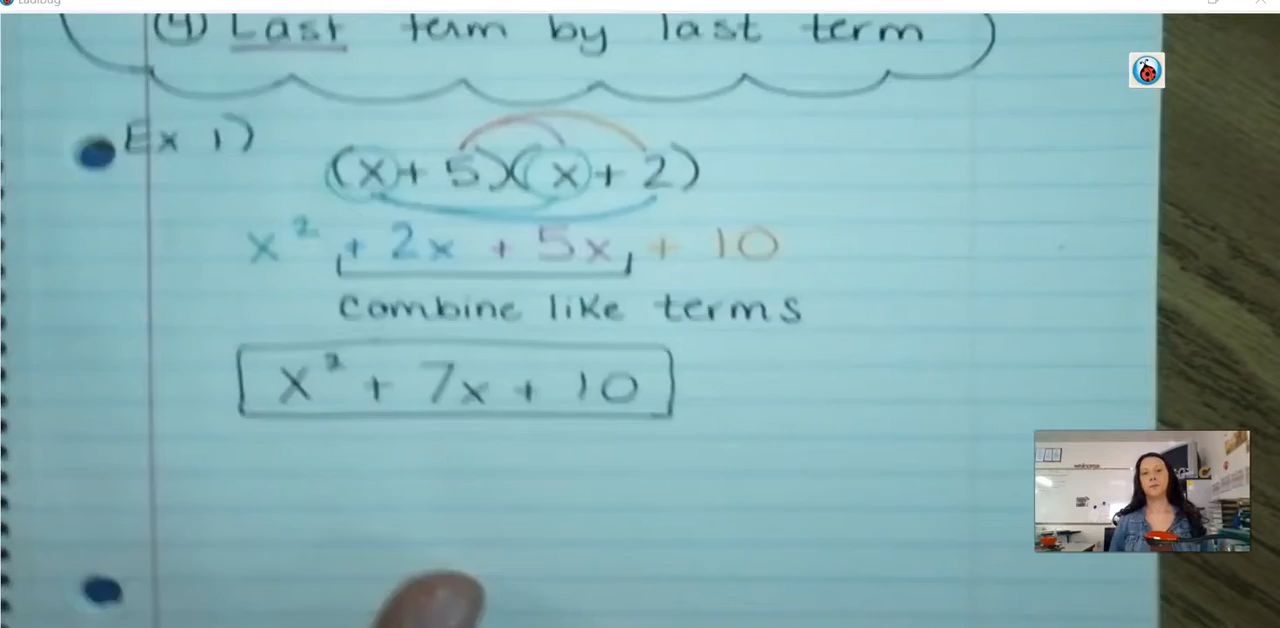 Ladibug
(4) Last term by last term
Ex 1)
(x + 5)(x + 2)
x² + 2x + 5x + 10
combine like terms
x² + 7x + 10